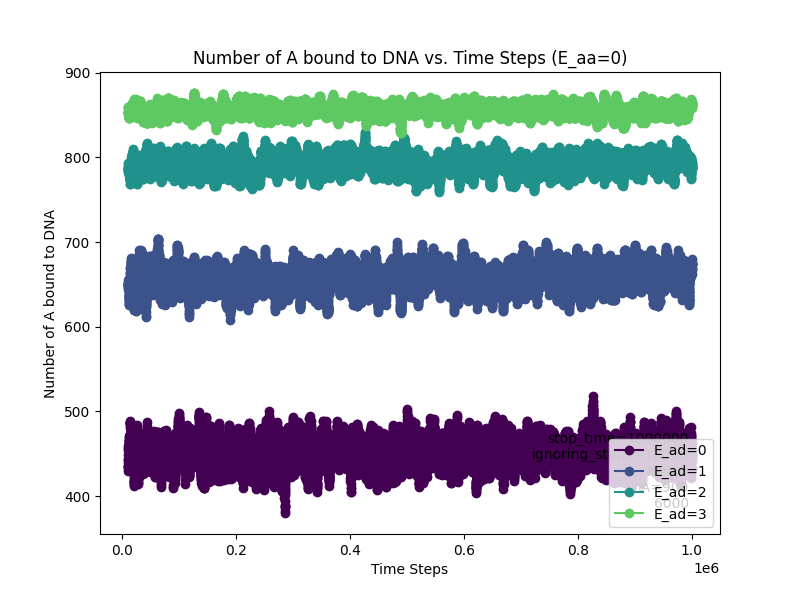 Number of A bound to DNA vs. Time Steps (E_aa=0)
Number of A bound to DNA
900
800
700
600
500
400
stop_time=1000000
E_ad=0
E_ad=1
E_ad=2
E_ad=3
6000
0.0 0.2 0.4 0.6 0.8 1.0
1e6
Time Steps